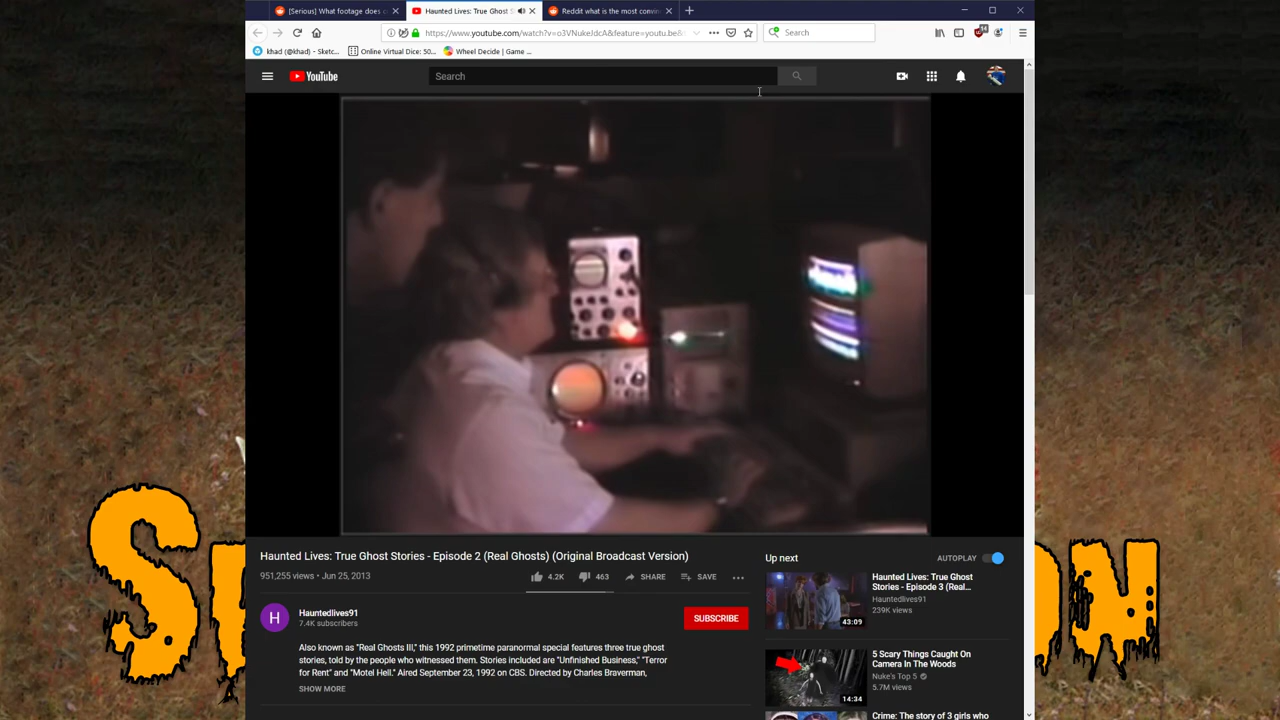 [Serious] What footage does c
Haunted Lives: True Ghost S
Reddit what is the most convin
https://www.youtube.com/watch?v=o3VNukeJdcA&feature=youtu.be&
Search
14
khad (@khad) - Sketc...
Online Virtual Dice: 50...
Wheel Decide | Game ...
YouTube
Search
Haunted Lives: True Ghost Stories - Episode 2 (Real Ghosts) (Original Broadcast Version)
951,255 views • Jun 25, 2013
4.2K
463
SHARE
SAVE
H
Hauntedlives91
7.4K subscribers
SUBSCRIBE
Also known as "Real Ghosts III," this 1992 primetime paranormal special features three true ghost
stories, told by the people who witnessed them. Stories included are "Unfinished Business," "Terror
for Rent" and "Motel Hell." Aired September 23, 1992 on CBS. Directed by Charles Braverman,
SHOW MORE
Up next
AUTOPLAY
Haunted Lives: True Ghost
Stories - Episode 3 (Real...
Hauntedlives91
239K views
43:09
5 Scary Things Caught On
Camera In The Woods
Nuke's Top 5
5.7M views
14:34
Crime: The story of 3 girls who